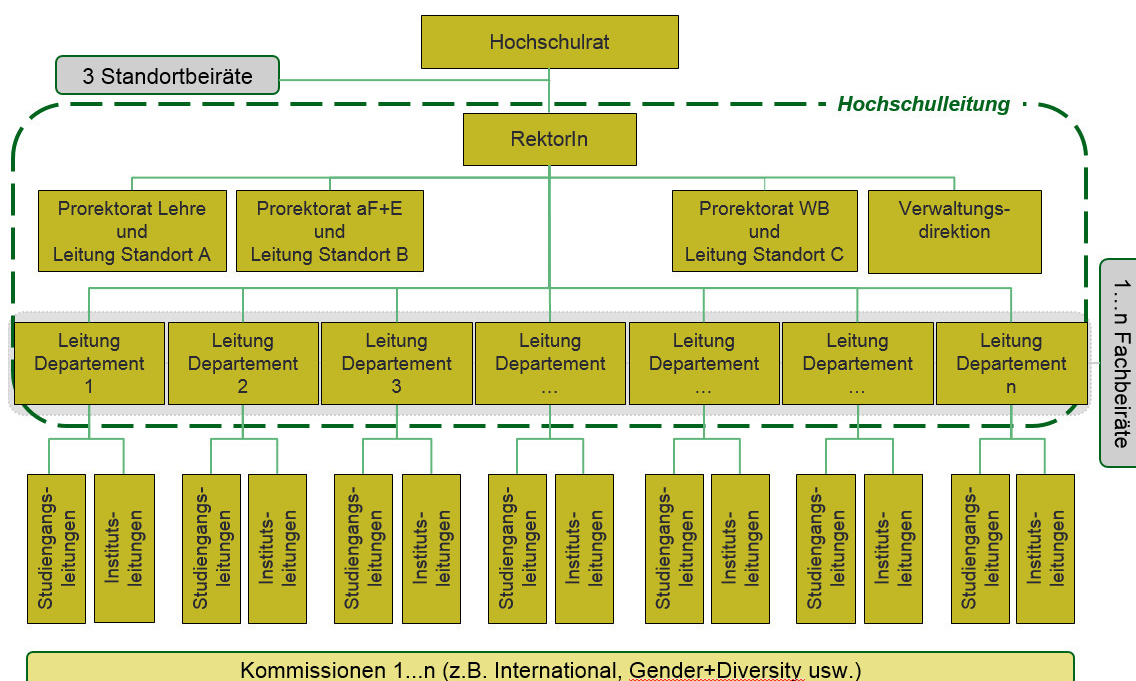 Hochschulrat
3 Standortbeiräte
Hochschulleitung
RektorIn
Prorektorat Lehre
und
Leitung Standort A
Prorektorat aF+E
und
Leitung Standort B
Prorektorat WB
und
Leitung Standort C
Verwaltungs-
direktion
1…n Fachbeiräte
Leitung
Departement
1
Leitung
Departement
2
Leitung
Departement
3
Leitung
Departement
…
Leitung
Departement
…
Leitung
Departement
…
Leitung
Departement
n
Studiengangs-
leitungen
Instituts-
leitungen
Studiengangs-
leitungen
Instituts-
leitungen
Studiengangs-
leitungen
Instituts-
leitungen
Studiengangs-
leitungen
Instituts-
leitungen
Studiengangs-
leitungen
Instituts-
leitungen
Studiengangs-
leitungen
Instituts-
leitungen
Studiengangs-
leitungen
Instituts-
leitungen
Kommissionen 1...n (z.B. International, Gender+Diversity usw.)